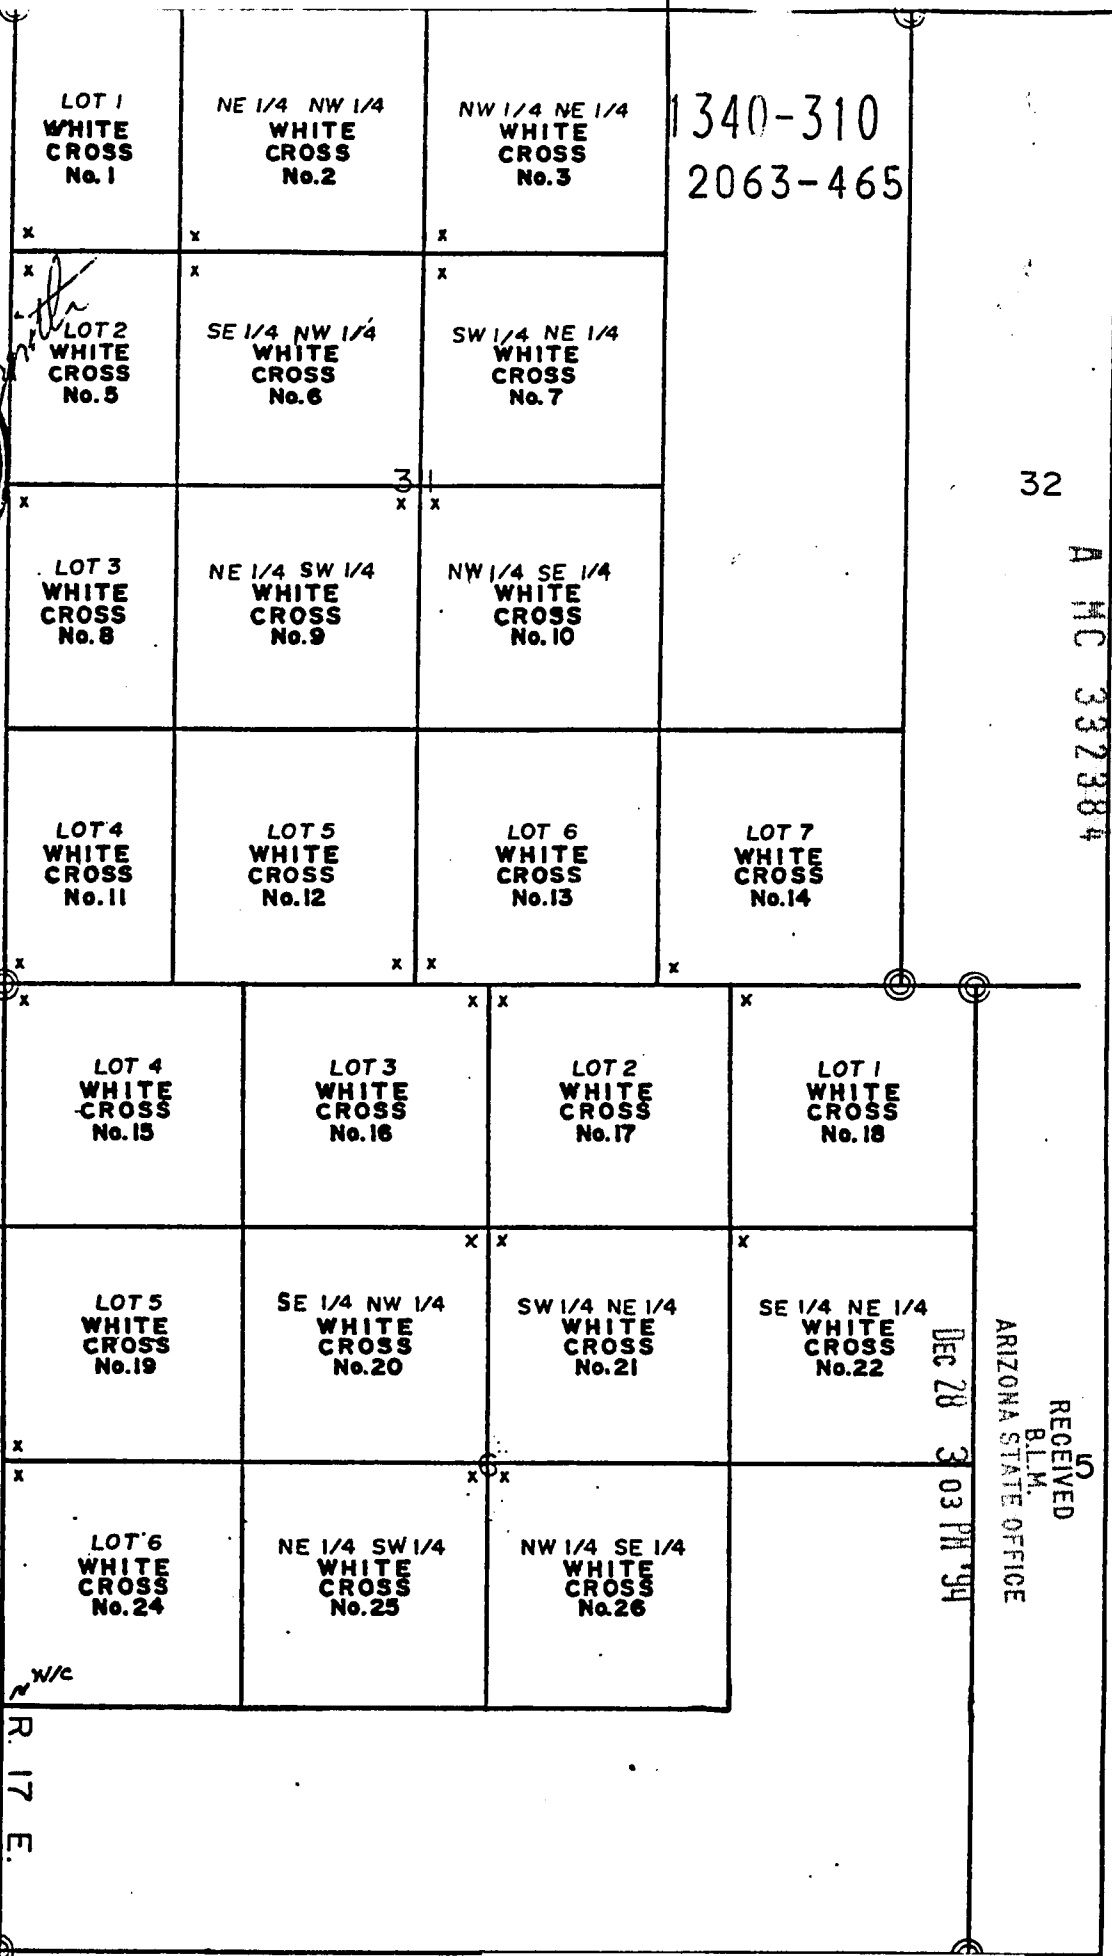 LOT 1
WHITE
CROSS
No. 1
NE 1/4 NW 1/4
WHITE
CROSS
No.2
NW 1/4 NE 1/4
WHITE
CROSS
No.3
1340-310
2063-465
x
x
x
x
x
x
LOT 2
WHITE
CROSS
No. 5
SE 1/4 NW 1/4
WHITE
CROSS
No.6
SW 1/4 NE 1/4
WHITE
CROSS
No. 7
31
32
x
x
x
LOT 3
WHITE
CROSS
No. 8
NE 1/4 SW 1/4
WHITE
CROSS
No.9
NW 1/4 SE 1/4
WHITE
CROSS
No. 10
A MC 332384
LOT 4
WHITE
CROSS
No. 11
LOT 5
WHITE
CROSS
No.12
LOT 6
WHITE
CROSS
No.13
LOT 7
WHITE
CROSS
No.14
x
x
x
x
x
x
x
x
LOT 4
WHITE
CROSS
No. 15
LOT 3
WHITE
CROSS
No. 16
LOT 2
WHITE
CROSS
No. 17
LOT 1
WHITE
CROSS
No. 18
x
x
x
LOT 5
WHITE
CROSS
No.19
SE 1/4 NW 1/4
WHITE
CROSS
No.20
SW 1/4 NE 1/4
WHITE
CROSS
No.21
SE 1/4 NE 1/4
WHITE
CROSS
No.22
RECEIVED
B.L.M.
ARIZONA STATE OFFICE
DEC 28 3 03 PM '94
x
6
5
x
x
x
LOT 6
WHITE
CROSS
No. 24
NE 1/4 SW 1/4
WHITE
CROSS
No.25
NW 1/4 SE 1/4
WHITE
CROSS
No.26
W/C
R. 17 E.